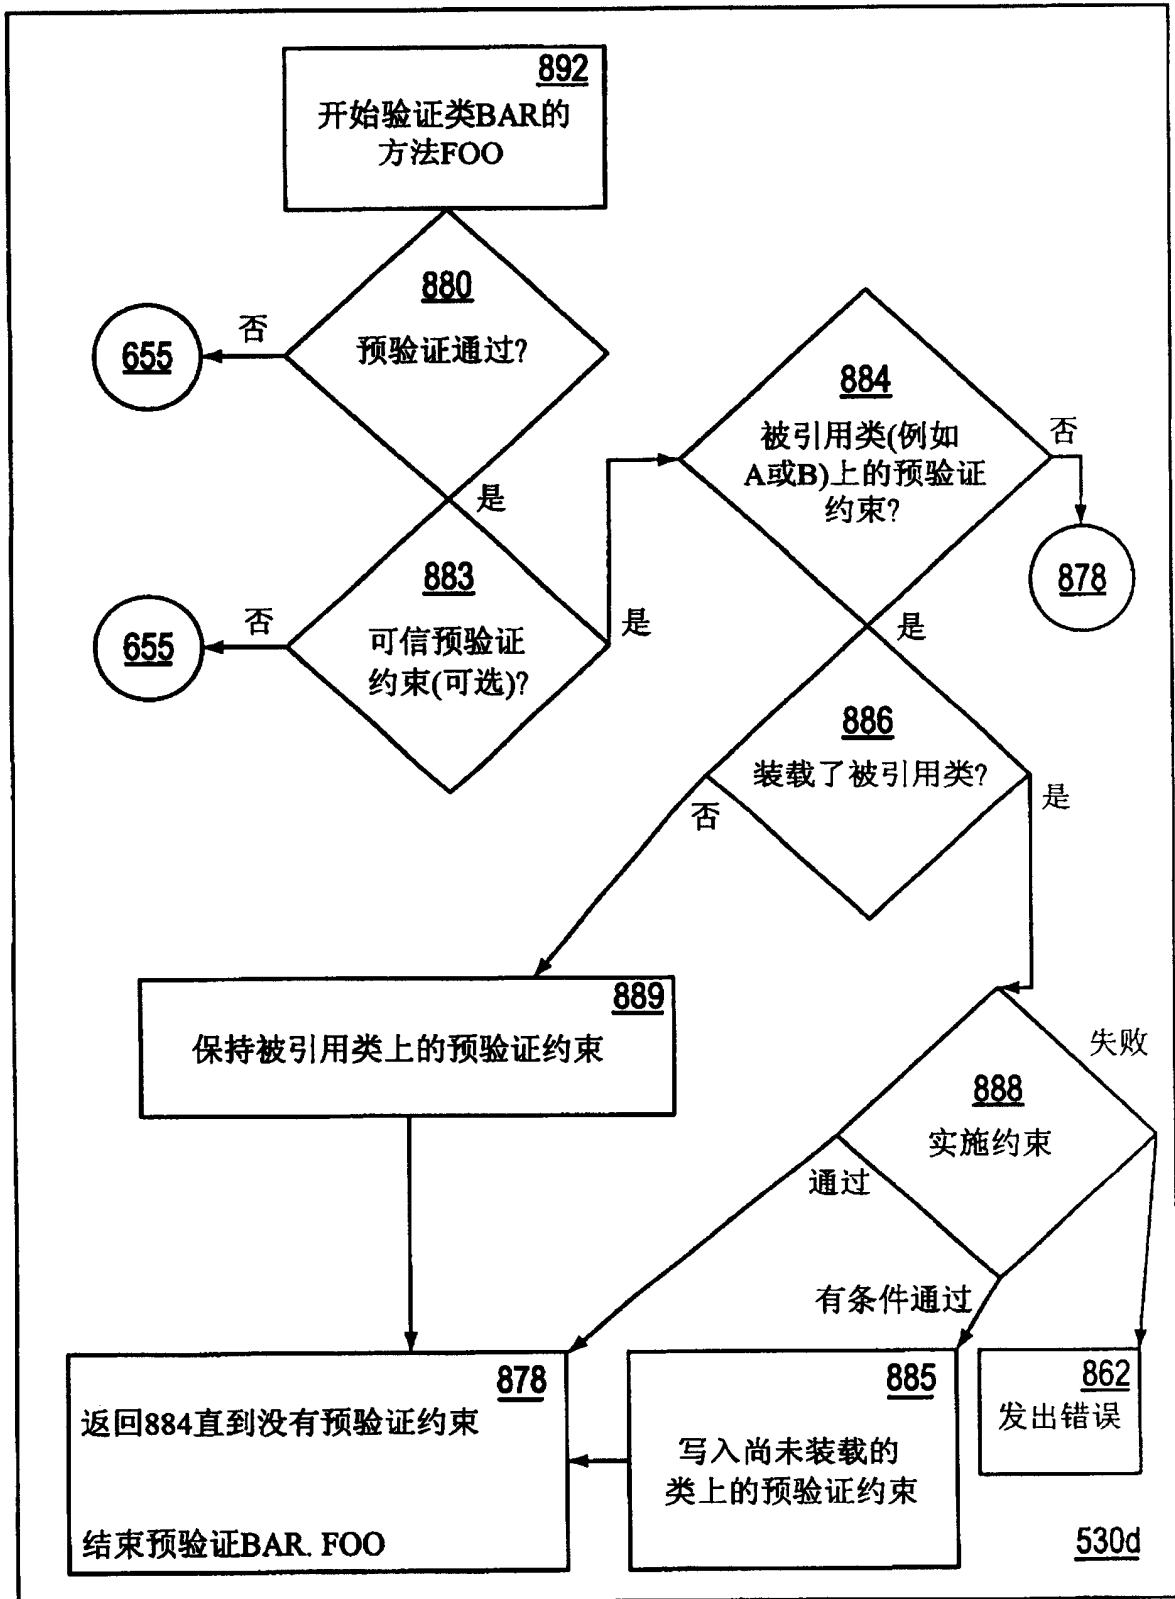 892
开始验证类BAR的
方法FOO
880
预验证通过?
否
655
是
883
可信预验证
约束(可选)?
否
655
是
884
被引用类(例如
A或B)上的预验证
约束?
否
878
是
886
装载了被引用类?
否
是
889
保持被引用类上的预验证约束
888
实施约束
失败
通过
有条件通过
878
返回884直到没有预验证约束
结束预验证BAR. FOO
885
写入尚未装载的
类上的预验证约束
862
发出错误
530d